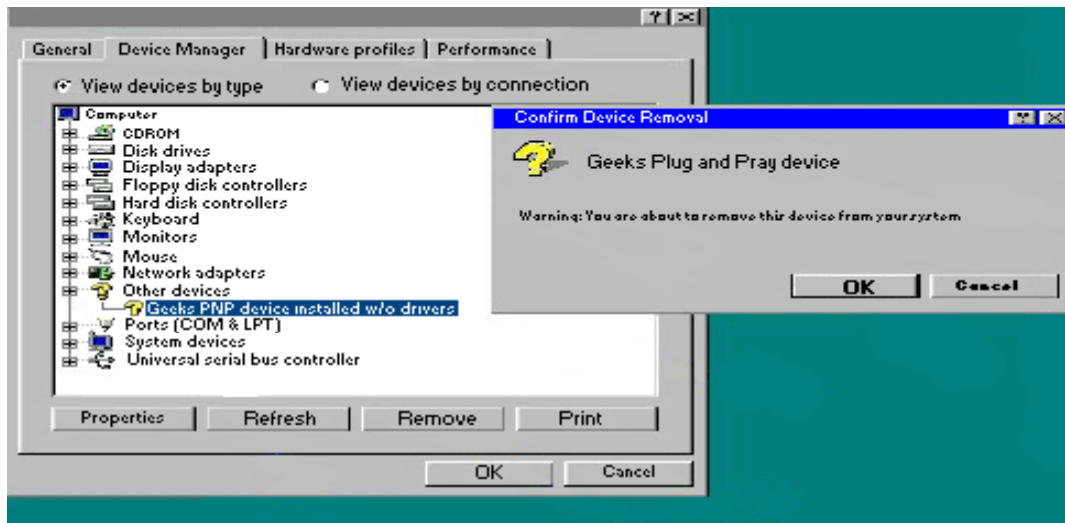 General Device Manager Hardware profiles Performance
View devices by type View devices by connection
Computer
CDROM
Disk drives
Display adapters
Floppy disk controllers
Hard disk controllers
Keyboard
Monitors
Mouse
Network adapters
Other devices
Geeks PNP device installed w/o drivers
Ports (COM & LPT)
System devices
Universal serial bus controller
Properties Refresh Remove Print
OK Cancel
Confirm Device Removal
Geeks Plug and Pray device
Warning: You are about to remove this device from your system
OK Cancel